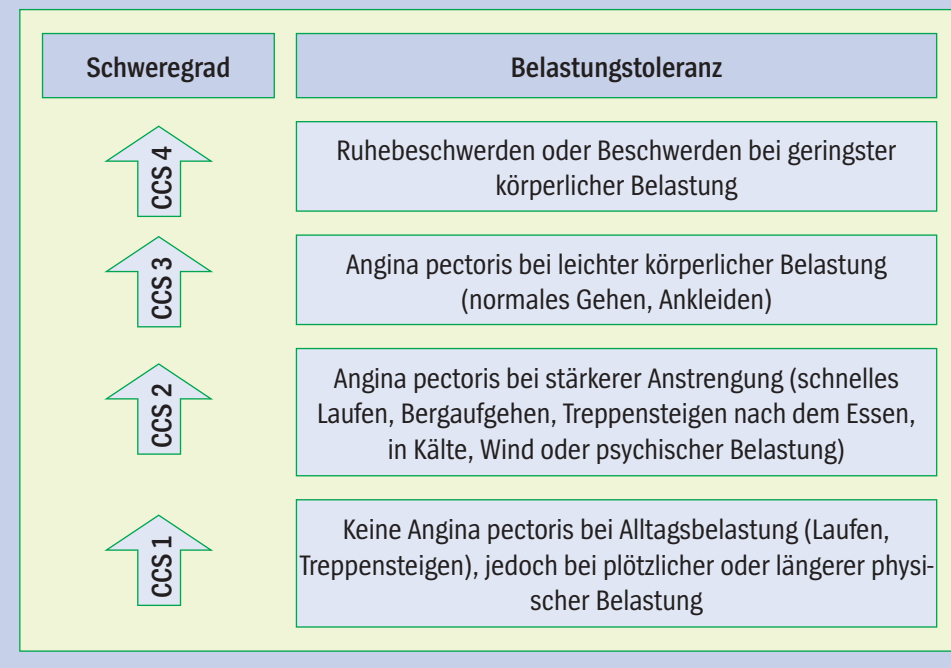 Schweregrad
Belastungstoleranz
CCS 4
Ruhebeschwerden oder Beschwerden bei geringster
körperlicher Belastung
CCS 3
Angina pectoris bei leichter körperlicher Belastung
(normales Gehen, Ankleiden)
CCS 2
Angina pectoris bei stärkerer Anstrengung (schnelles
Laufen, Bergaufgehen, Treppensteigen nach dem Essen,
in Kälte, Wind oder psychischer Belastung)
CCS 1
Keine Angina pectoris bei Alltagsbelastung (Laufen,
Treppensteigen), jedoch bei plötzlicher oder längerer physi-
scher Belastung